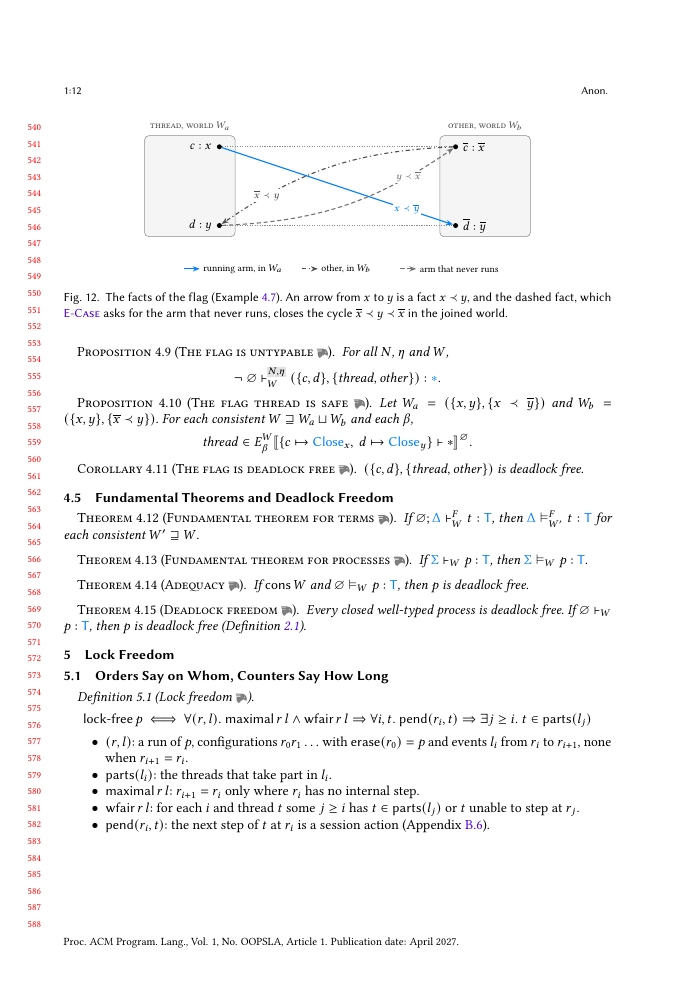 1:12 Anon.
THREAD, WORLD Wₐ OTHER, WORLD W_b
540
541
542
543
544
545
546
547
548
549
550
551
552
553
554
555
556
557
558
559
560
561
562
563
564
565
566
567
568
569
570
571
572
573
574
575
576
577
578
579
580
581
582
583
584
585
586
587
588
c : x
c̅ : x̅
y ≺ x̅
x̅ ≺ y
x ≺ y̅
d : y
d̅ : y̅
running arm, in Wₐ other, in W_b arm that never runs
Fig. 12. The facts of the flag (Example 4.7). An arrow from x to y is a fact x ≺ y, and the dashed fact, which
E-Case asks for the arm that never runs, closes the cycle x̅ ≺ y ≺ x̅ in the joined world.
Proposition 4.9 (The flag is untypable). For all N, η and W,
¬ ∅ ⊢_W^{N,η} ({c, d}, {thread, other}) : ∗.
Proposition 4.10 (The flag thread is safe). Let Wₐ = ({x, y}, {x ≺ y̅}) and W_b =
({x, y}, {x̅ ≺ y}). For each consistent W ⊒ Wₐ ⊔ W_b and each β,
thread ∈ E_β^W ⟦{c ↦ Close_x, d ↦ Close_y} ⊢ ∗⟧^∅.
Corollary 4.11 (The flag is deadlock free). ({c, d}, {thread, other}) is deadlock free.
4.5 Fundamental Theorems and Deadlock Freedom
Theorem 4.12 (Fundamental theorem for terms). If ∅; Δ ⊢_W^F t : T, then Δ ⊨_{W′}^F t : T for
each consistent W′ ⊒ W.
Theorem 4.13 (Fundamental theorem for processes). If Σ ⊢_W p : T, then Σ ⊨_W p : T.
Theorem 4.14 (Adequacy). If cons W and ∅ ⊨_W p : T, then p is deadlock free.
Theorem 4.15 (Deadlock freedom). Every closed well-typed process is deadlock free. If ∅ ⊢_W
p : T, then p is deadlock free (Definition 2.1).
5 Lock Freedom
5.1 Orders Say on Whom, Counters Say How Long
Definition 5.1 (Lock freedom).
lock-free p ⟺ ∀(r, l). maximal r l ∧ wfair r l ⟹ ∀i, t. pend(rᵢ, t) ⟹ ∃j ≥ i. t ∈ parts(lⱼ)
• (r, l): a run of p, configurations r₀r₁ . . . with erase(r₀) = p and events lᵢ from rᵢ to rᵢ₊₁, none
when rᵢ₊₁ = rᵢ.
• parts(lᵢ): the threads that take part in lᵢ.
• maximal r l: rᵢ₊₁ = rᵢ only where rᵢ has no internal step.
• wfair r l: for each i and thread t some j ≥ i has t ∈ parts(lⱼ) or t unable to step at rⱼ.
• pend(rᵢ, t): the next step of t at rᵢ is a session action (Appendix B.6).
Proc. ACM Program. Lang., Vol. 1, No. OOPSLA, Article 1. Publication date: April 2027.